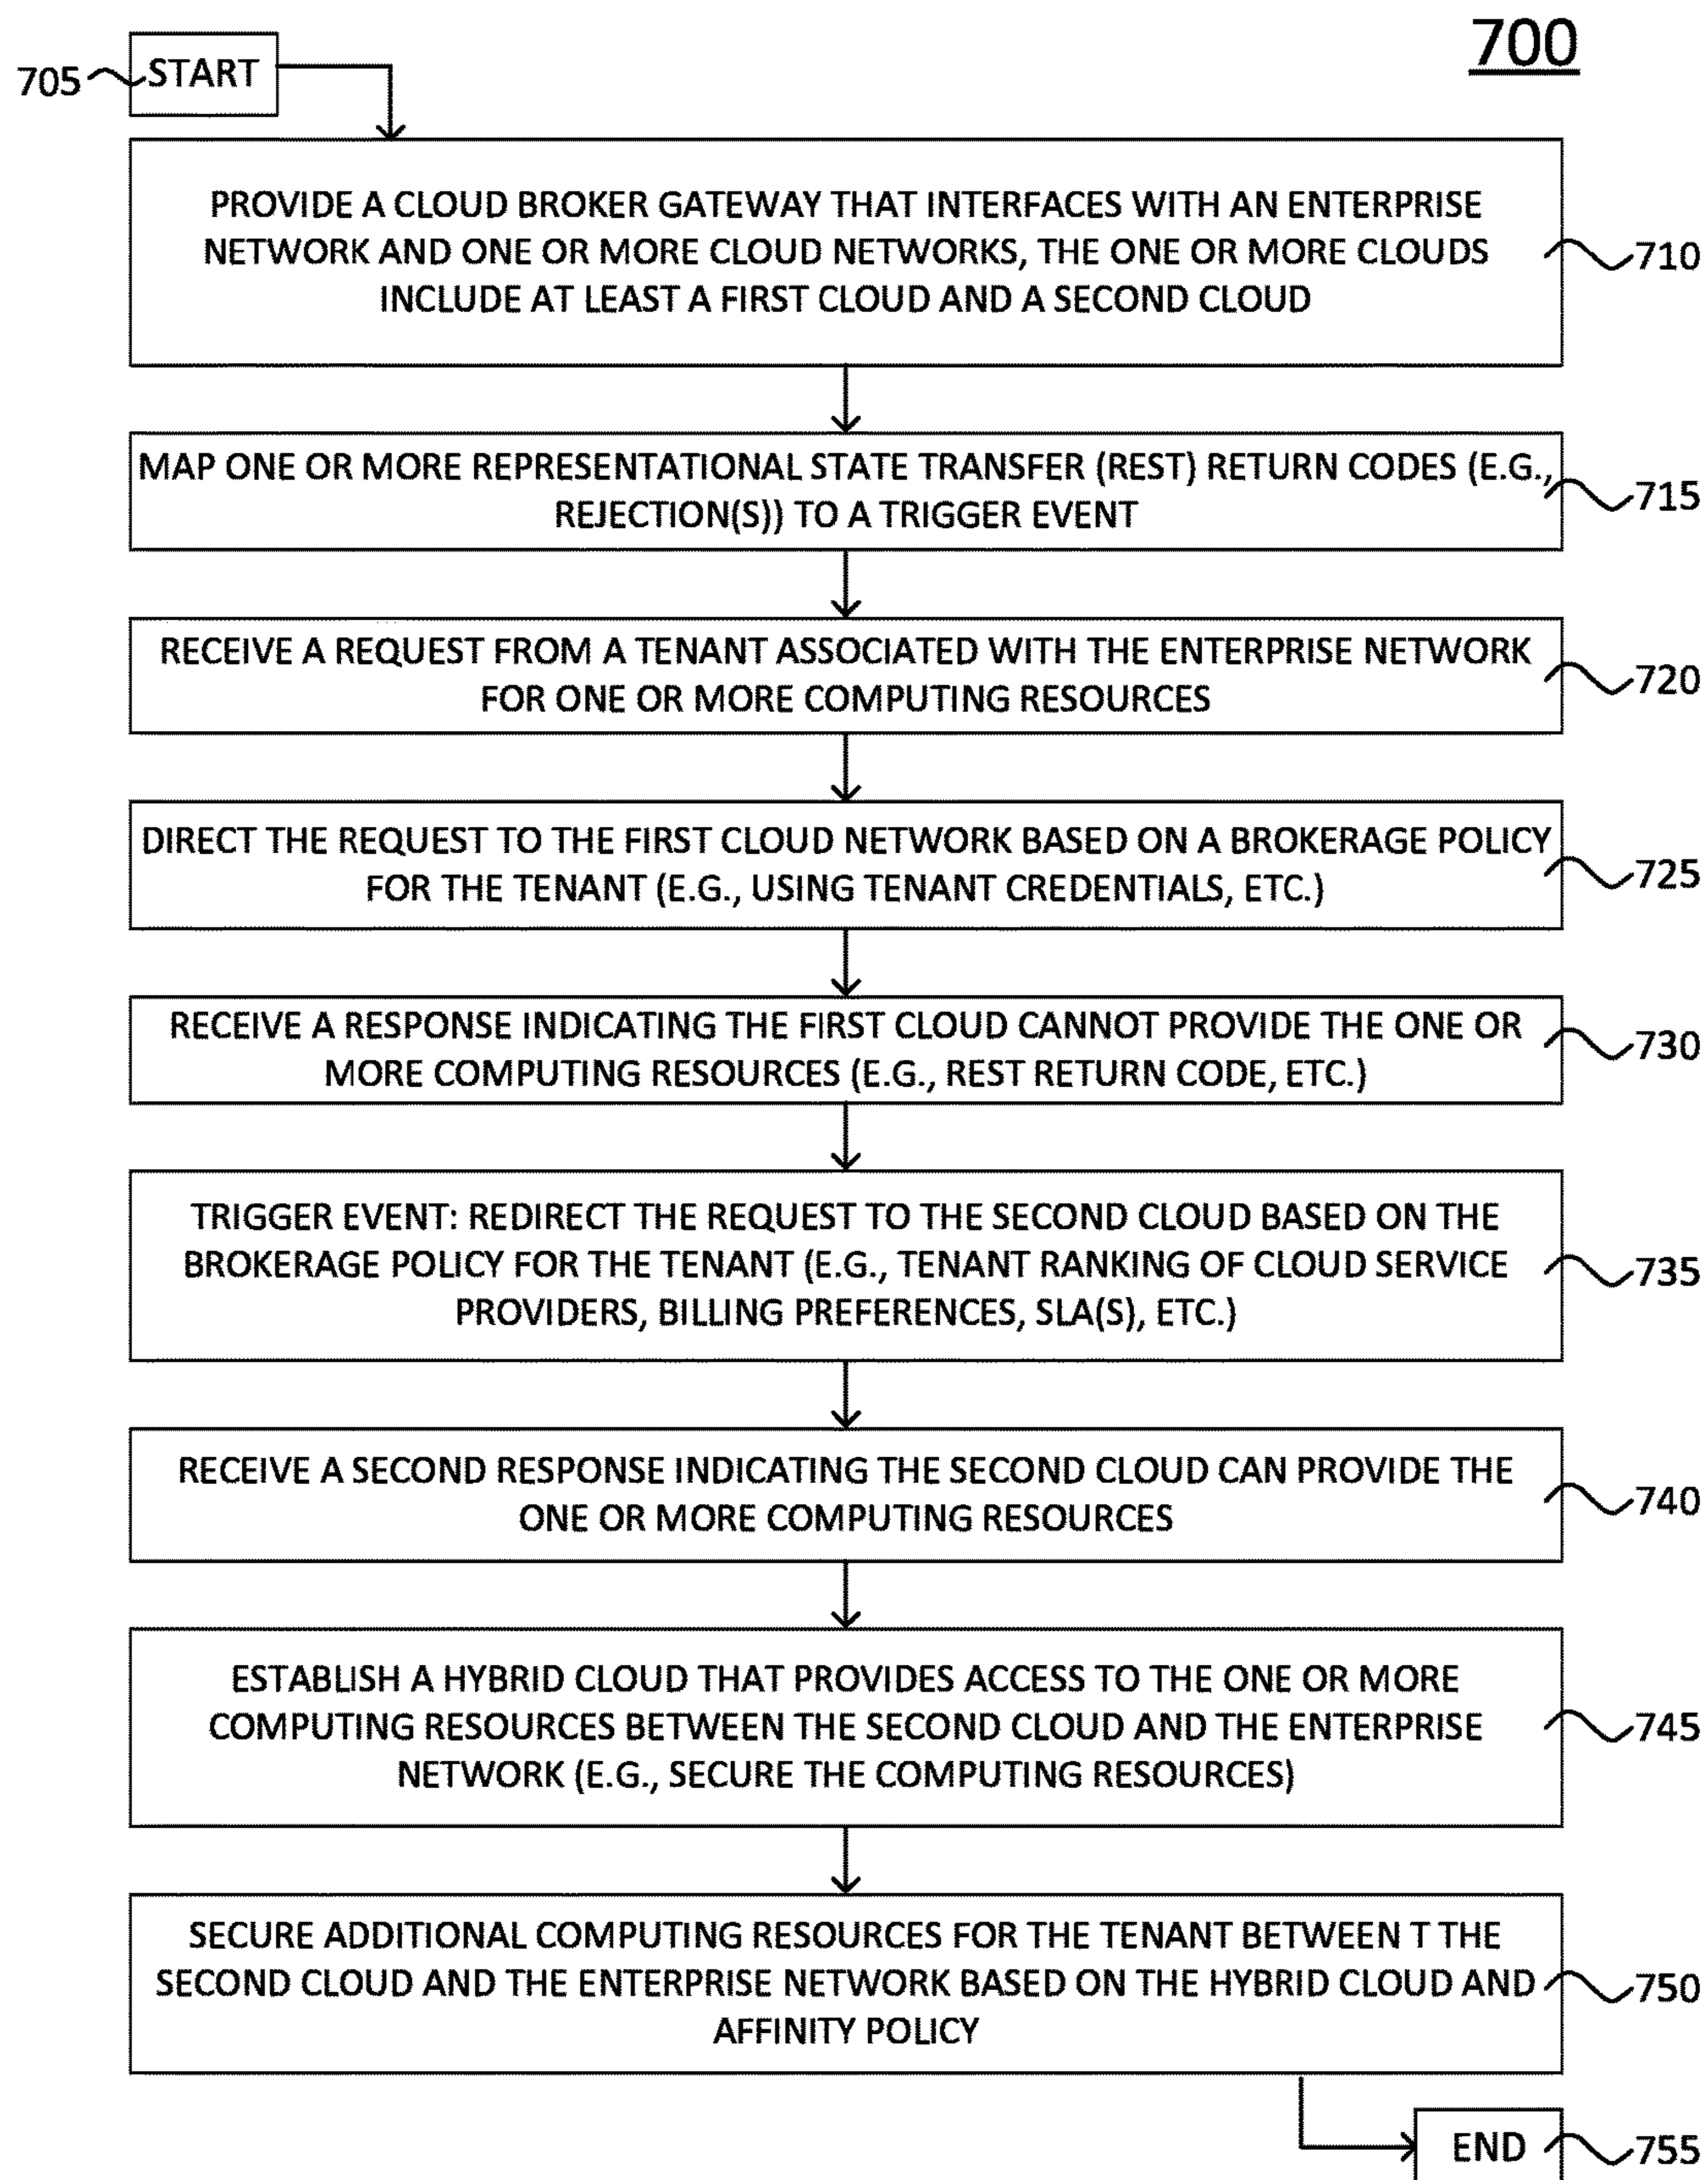 700
705
START
PROVIDE A CLOUD BROKER GATEWAY THAT INTERFACES WITH AN ENTERPRISE
NETWORK AND ONE OR MORE CLOUD NETWORKS, THE ONE OR MORE CLOUDS
INCLUDE AT LEAST A FIRST CLOUD AND A SECOND CLOUD
710
MAP ONE OR MORE REPRESENTATIONAL STATE TRANSFER (REST) RETURN CODES (E.G.,
REJECTION(S)) TO A TRIGGER EVENT
715
RECEIVE A REQUEST FROM A TENANT ASSOCIATED WITH THE ENTERPRISE NETWORK
FOR ONE OR MORE COMPUTING RESOURCES
720
DIRECT THE REQUEST TO THE FIRST CLOUD NETWORK BASED ON A BROKERAGE POLICY
FOR THE TENANT (E.G., USING TENANT CREDENTIALS, ETC.)
725
RECEIVE A RESPONSE INDICATING THE FIRST CLOUD CANNOT PROVIDE THE ONE OR
MORE COMPUTING RESOURCES (E.G., REST RETURN CODE, ETC.)
730
TRIGGER EVENT: REDIRECT THE REQUEST TO THE SECOND CLOUD BASED ON THE
BROKERAGE POLICY FOR THE TENANT (E.G., TENANT RANKING OF CLOUD SERVICE
PROVIDERS, BILLING PREFERENCES, SLA(S), ETC.)
735
RECEIVE A SECOND RESPONSE INDICATING THE SECOND CLOUD CAN PROVIDE THE
ONE OR MORE COMPUTING RESOURCES
740
ESTABLISH A HYBRID CLOUD THAT PROVIDES ACCESS TO THE ONE OR MORE
COMPUTING RESOURCES BETWEEN THE SECOND CLOUD AND THE ENTERPRISE
NETWORK (E.G., SECURE THE COMPUTING RESOURCES)
745
SECURE ADDITIONAL COMPUTING RESOURCES FOR THE TENANT BETWEEN T THE
SECOND CLOUD AND THE ENTERPRISE NETWORK BASED ON THE HYBRID CLOUD AND
AFFINITY POLICY
750
END
755